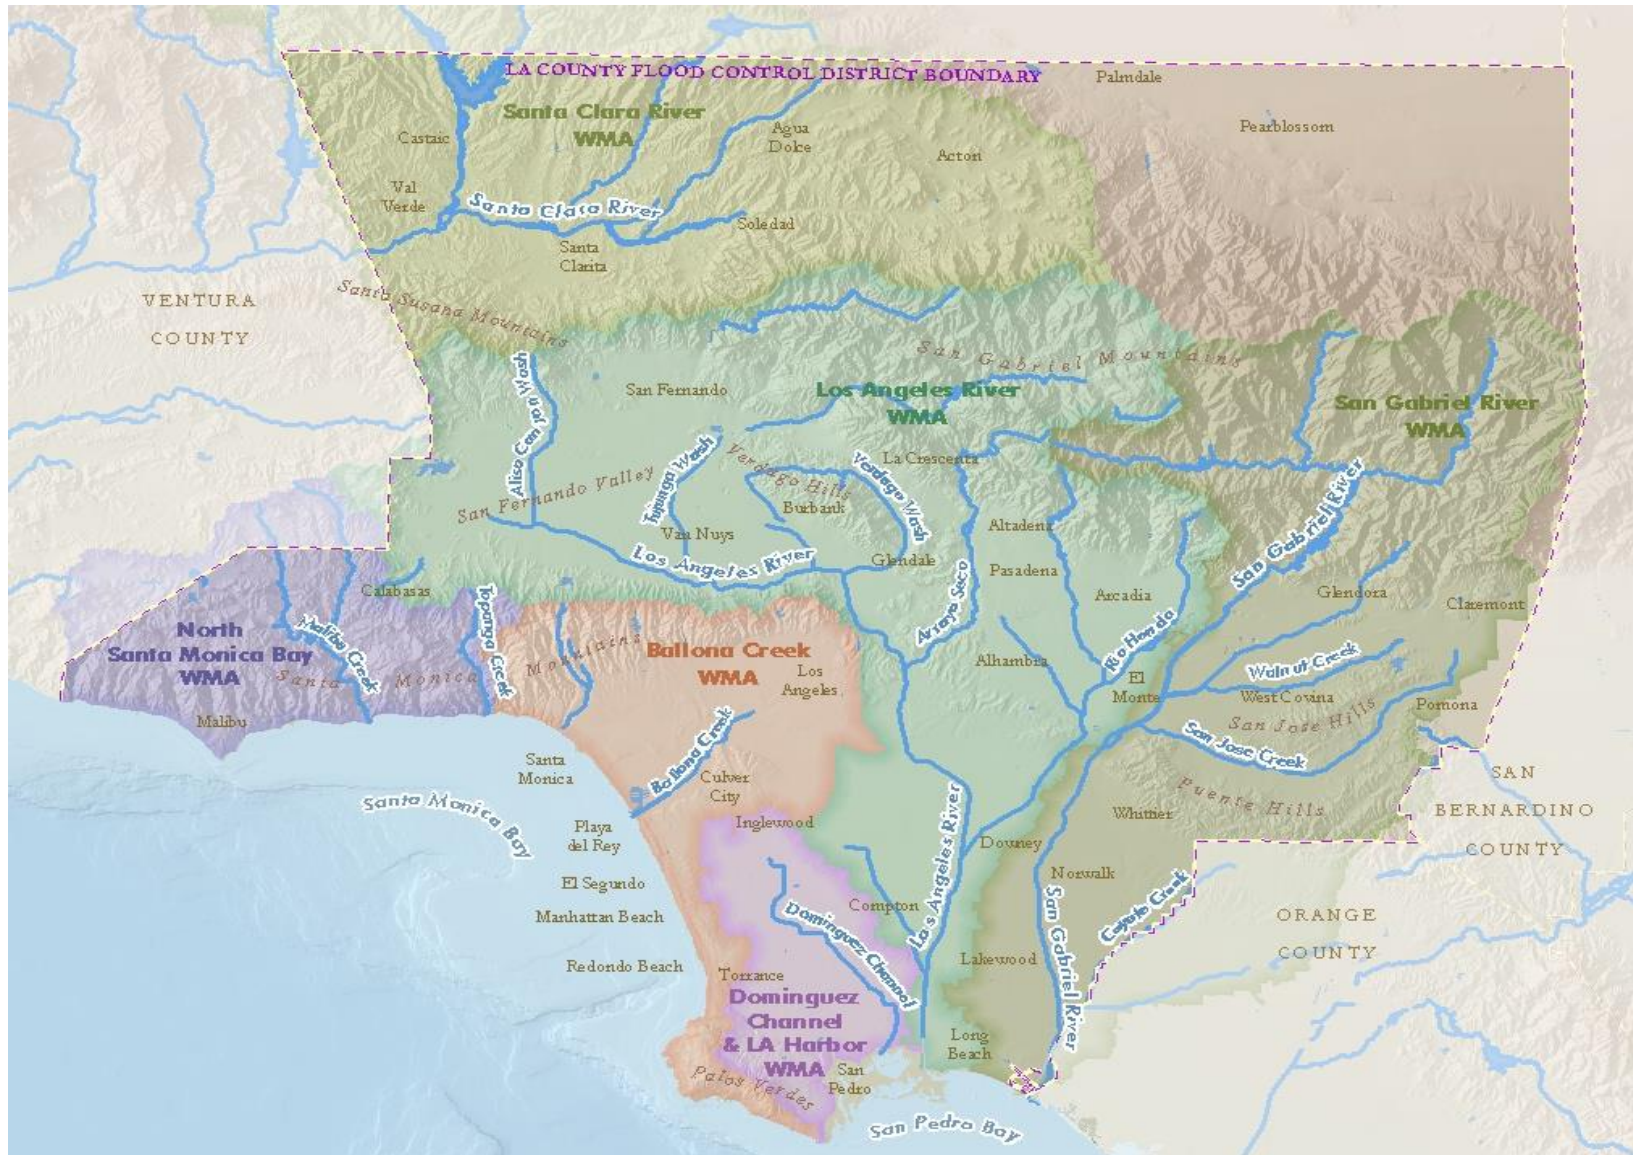 LA COUNTY FLOOD CONTROL DISTRICT BOUNDARY
Palmdale
Santa Clara River
WMA
Castaic
Agua
Dolce
Acton
Pearblossom
Val
Verde
Santa Clara River
Soledad
Santa
Clarita
VENTURA
COUNTY
Santa Susana Mountains
San Gabriel Mountains
San Fernando
Los Angeles River
WMA
San Gabriel River
WMA
Aliso Canyon Wash
Tujunga Wash
Verdugo Hills
Verdugo Wash
La Crescenta
San Fernando Valley
Burbank
Van Nuys
Los Angeles River
Glendale
Altadena
Pasadena
Arroyo Seco
San Gabriel River
Arcadia
Glendora
Claremont
Calabasas
Topanga Creek
North
Santa Monica Bay
WMA
Malibu Creek
Santa Monica Mountains
Ballona Creek
WMA
Los
Angeles
Alhambra
Rio Hondo
El
Monte
Walnut Creek
West Covina
San Jose Hills
Pomona
Malibu
San Jose Creek
Ballona Creek
Santa
Monica
Culver
City
SAN
BERNARDINO
COUNTY
Puente Hills
Whittier
Santa Monica Bay
Inglewood
Playa
del Rey
Los Angeles River
Downey
Norwalk
El Segundo
Manhattan Beach
Compton
Dominguez Channel
San Gabriel River
Coyote Creek
ORANGE
COUNTY
Redondo Beach
Torrance
Lakewood
Dominguez
Channel
& LA Harbor
WMA
Long
Beach
San
Pedro
Palos Verdes
San Pedro Bay